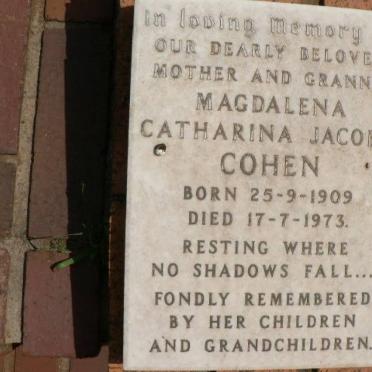 In Loving Memory
OUR DEARLY BELOVE
MOTHER AND GRANN
MAGDALENA
CATHARINA JACO
COHEN
BORN 25-9-1909
DIED 17-7-1973.
RESTING WHERE
NO SHADOWS FALL...
FONDLY REMEMBERED
BY HER CHILDREN
AND GRANDCHILDREN.